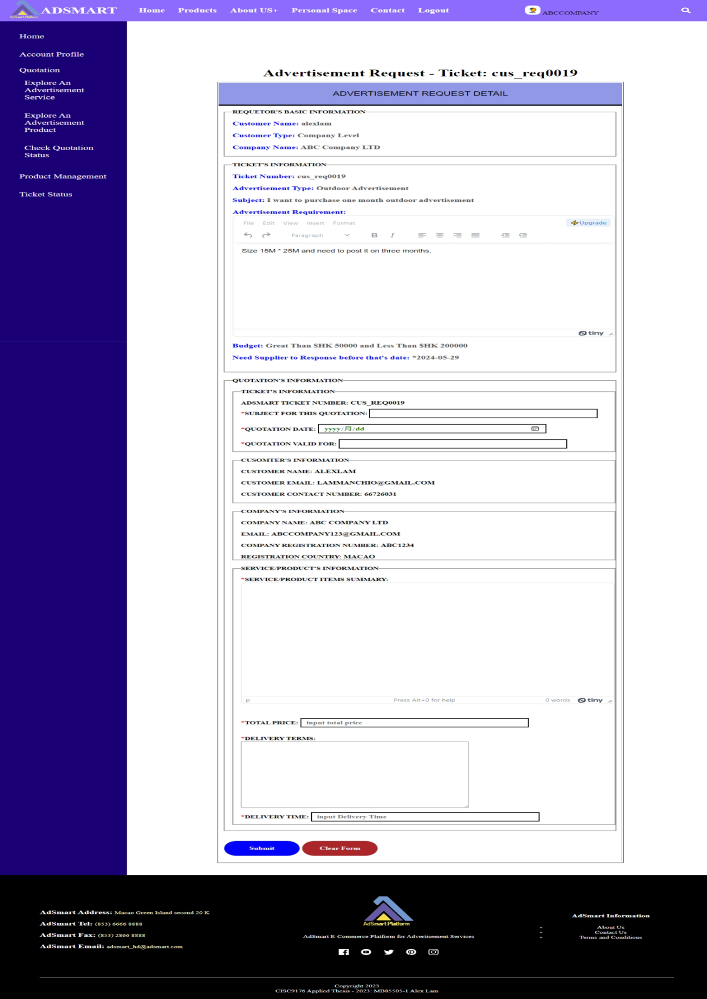 ADSMART
AdSmart Platform
Home Products About US+ Personal Space Contact Logout
ABCCOMPANY
Home
Account Profile
Quotation
Explore An
Advertisement
Service
Explore An
Advertisement
Product
Check Quotation
Status
Product Management
Ticket Status
Advertisement Request - Ticket: cus_req0019
ADVERTISEMENT REQUEST DETAIL
REQUETOR'S BASIC INFORMATION
Customer Name: alexlam
Customer Type: Company Level
Company Name: ABC Company LTD
TICKET'S INFORMATION
Ticket Number: cus_req0019
Advertisement Type: Outdoor Advertisement
Subject: I want to purchase one month outdoor advertisement
Advertisement Requirement:
File Edit View Insert Format
Upgrade
Paragraph B I
Size 15M * 25M and need to post it on three months.
tiny
Budget: Great Than $HK 50000 and Less Than $HK 200000
Need Supplier to Response before that's date: *2024-05-29
QUOTATION'S INFORMATION
TICKET'S INFORMATION
ADSMART TICKET NUMBER: CUS_REQ0019
*SUBJECT FOR THIS QUOTATION:
*QUOTATION DATE: yyyy/月/dd
*QUOTATION VALID FOR:
CUSOMTER'S INFORMATION
CUSTOMER NAME: ALEXLAM
CUSTOMER EMAIL: LAMMANCHIO@GMAIL.COM
CUSTOMER CONTACT NUMBER: 66726031
COMPANY'S INFORMATION
COMPANY NAME: ABC COMPANY LTD
EMAIL: ABCCOMPANY123@GMAIL.COM
COMPANY REGISTRATION NUMBER: ABC1234
REGISTRATION COUNTRY: MACAO
SERVICE/PRODUCT'S INFORMATION
*SERVICE/PRODUCT ITEMS SUMMARY:
p Press Alt+0 for help 0 words tiny
*TOTAL PRICE: input total price
*DELIVERY TERMS:
*DELIVERY TIME: input Delivery Time
Submit Clear Form
AdSmart Address: Macao Green Island second 20 K
AdSmart Tel: (853) 6666 8888
AdSmart Fax: (853) 2866 8888
AdSmart Email: adsmart_hd@adsmart.com
AdSmart Platform
AdSmart E-Commerce Platform for Advertisement Services
AdSmart Information
About Us
Contact Us
Terms and Conditions
Copyright 2023
CISC9176 Applied Thesis - 2023: MB85505-1 Alex Lam